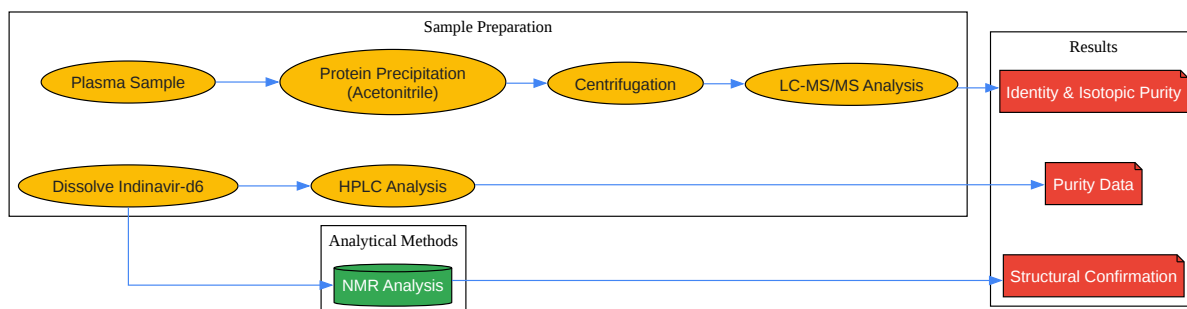 Sample Preparation
Results
Plasma Sample
Protein Precipitation
(Acetonitrile)
Centrifugation
LC-MS/MS Analysis
Identity & Isotopic Purity
Dissolve Indinavir-d6
HPLC Analysis
Purity Data
Analytical Methods
NMR Analysis
Structural Confirmation